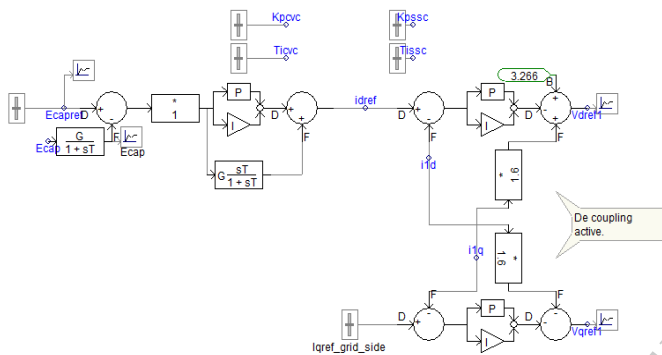 Kpcvc
Kpssc
Ticvc
Tissc
3.266
B
Ecapref
D
+
-
*
1
P
I
D
+
+
F
idref
D
+
-
P
I
D
-
+
+
Vdref1
F
F
Ecap
G
1 + sT
F
Ecap
G
sT
1 + sT
i1d
F
*
1.6
De coupling
active.
i1q
*
1.6
F
F
D
+
-
P
I
D
-
-
Vqref1
Iqref_grid_side